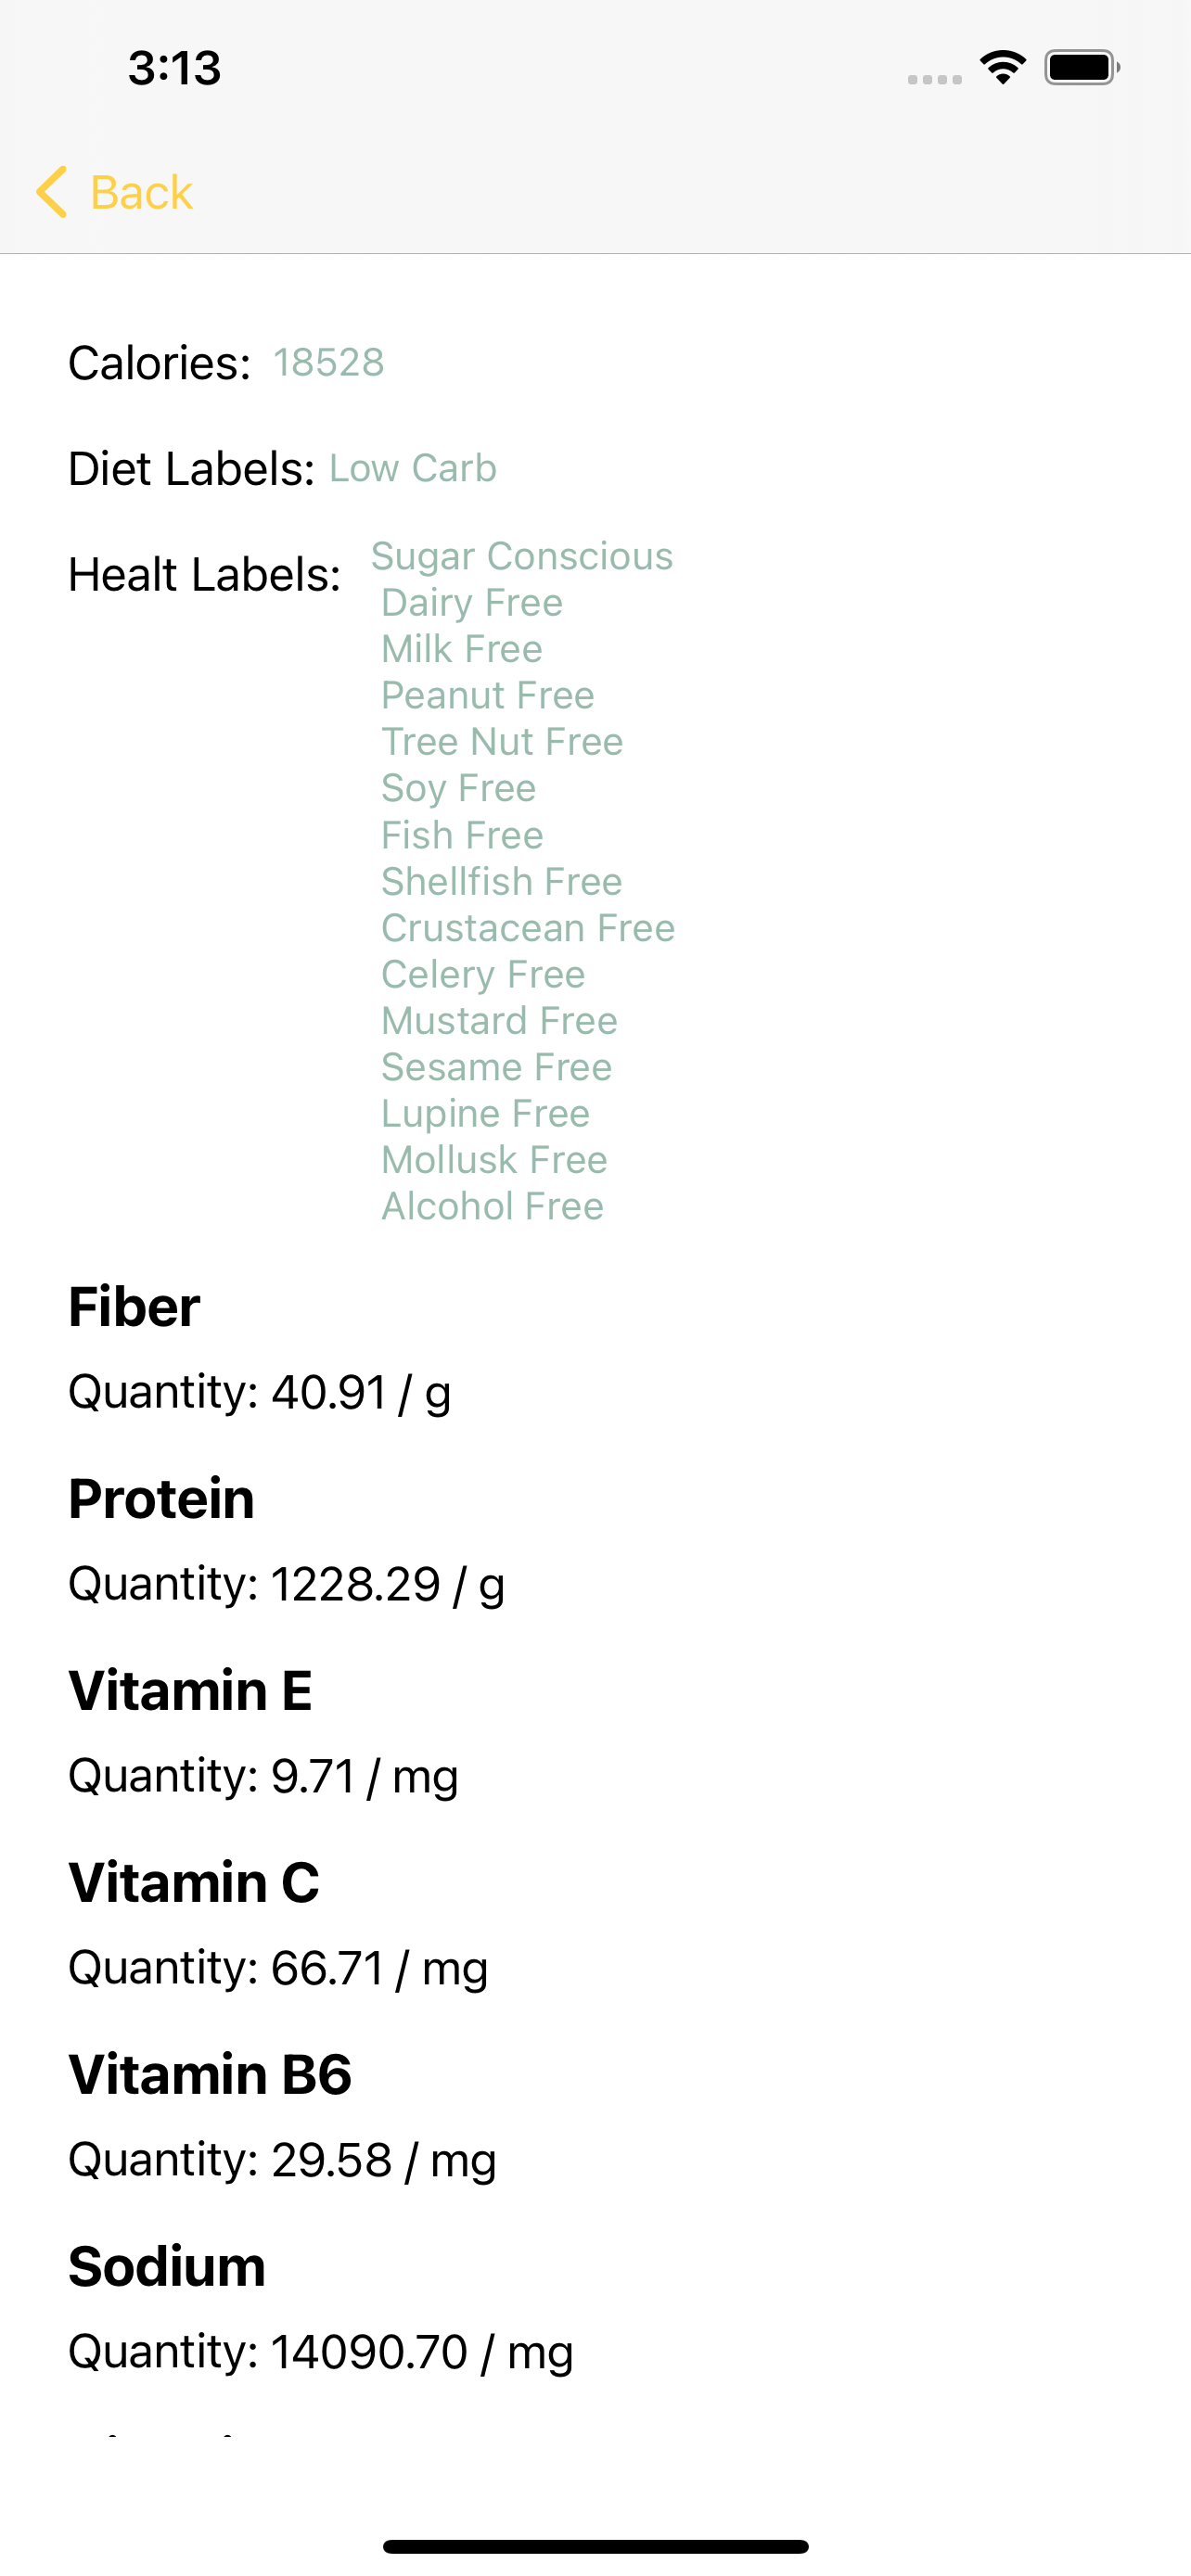 3:13
Back
Calories: 18528
Diet Labels: Low Carb
Healt Labels: Sugar Conscious
Dairy Free
Milk Free
Peanut Free
Tree Nut Free
Soy Free
Fish Free
Shellfish Free
Crustacean Free
Celery Free
Mustard Free
Sesame Free
Lupine Free
Mollusk Free
Alcohol Free
Fiber
Quantity: 40.91 / g
Protein
Quantity: 1228.29 / g
Vitamin E
Quantity: 9.71 / mg
Vitamin C
Quantity: 66.71 / mg
Vitamin B6
Quantity: 29.58 / mg
Sodium
Quantity: 14090.70 / mg